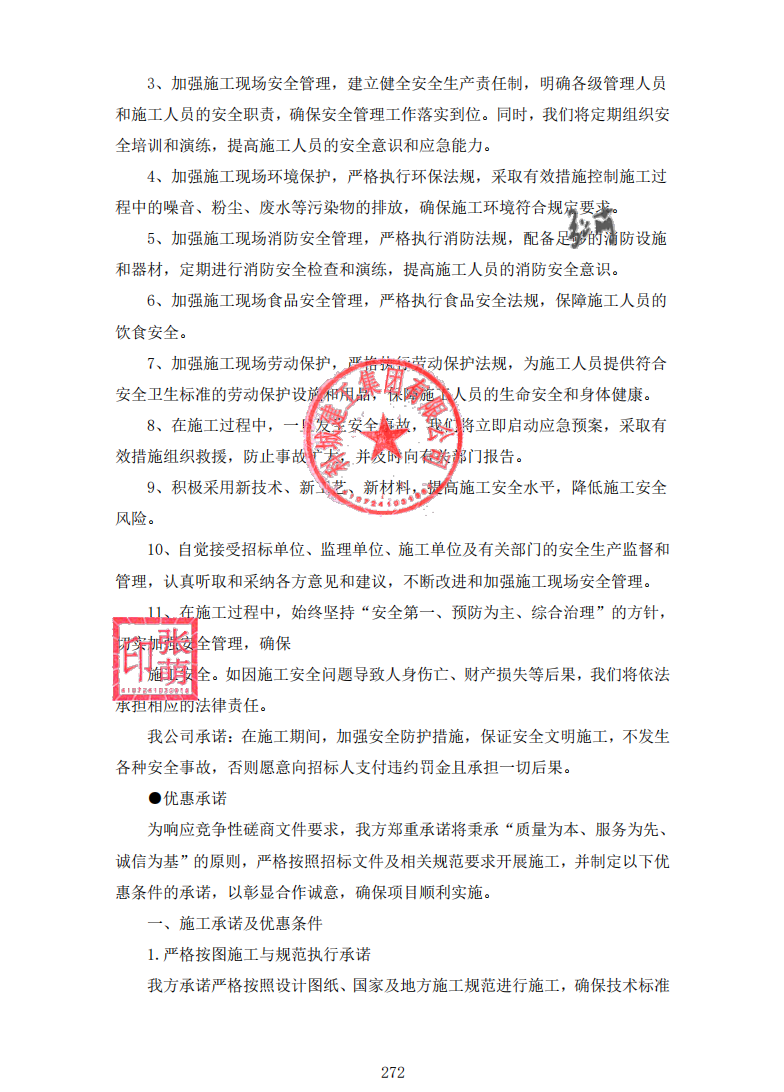 3、加强施工现场安全管理，建立健全安全生产责任制，明确各级管理人员
和施工人员的安全职责，确保安全管理工作落实到位。同时，我们将定期组织安
全培训和演练，提高施工人员的安全意识和应急能力。
4、加强施工现场环境保护，严格执行环保法规，采取有效措施控制施工过
程中的噪音、粉尘、废水等污染物的排放，确保施工环境符合规定要求。
5、加强施工现场消防安全管理，严格执行消防法规，配备足够的消防设施
和器材，定期进行消防安全检查和演练，提高施工人员的消防安全意识。
6、加强施工现场食品安全管理，严格执行食品安全法规，保障施工人员的
饮食安全。
7、加强施工现场劳动保护，严格执行劳动保护法规，为施工人员提供符合
安全卫生标准的劳动保护设施和用品，保障施工人员的生命安全和身体健康。
8、在施工过程中，一旦发生安全事故，我们将立即启动应急预案，采取有
效措施组织救援，防止事故扩大，并及时向有关部门报告。
城建工集团有限公司
9、积极采用新技术、新工艺、新材料，提高施工安全水平，降低施工安全
风险。
10、自觉接受招标单位、监理单位、施工单位及有关部门的安全生产监督和
管理，认真听取和采纳各方意见和建议，不断改进和加强施工现场安全管理。
11、在施工过程中，始终坚持“安全第一、预防为主、综合治理”的方针，
切实加强安全管理，确保
施工安全。如因施工安全问题导致人身伤亡、财产损失等后果，我们将依法
承担相应的法律责任。
张萌印
我公司承诺：在施工期间，加强安全防护措施，保证安全文明施工，不发生
各种安全事故，否则愿意向招标人支付违约罚金且承担一切后果。
●优惠承诺
为响应竞争性磋商文件要求，我方郑重承诺将秉承“质量为本、服务为先、
诚信为基”的原则，严格按照招标文件及相关规范要求开展施工，并制定以下优
惠条件的承诺，以彰显合作诚意，确保项目顺利实施。
一、施工承诺及优惠条件
1.严格按图施工与规范执行承诺
我方承诺严格按照设计图纸、国家及地方施工规范进行施工，确保技术标准
272